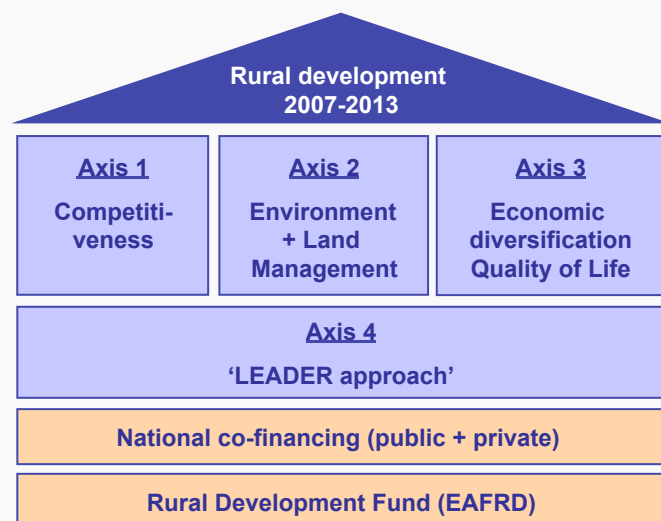 Rural development
2007-2013
Axis 1
Competiti-
veness
Axis 2
Environment
+ Land
Management
Axis 3
Economic
diversification
Quality of Life
Axis 4
‘LEADER approach’
National co-financing (public + private)
Rural Development Fund (EAFRD)